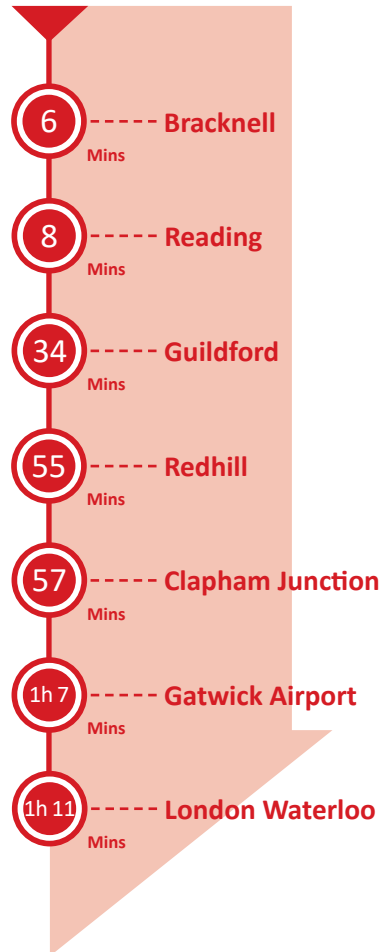 6 Bracknell
Mins
8 Reading
Mins
34 Guildford
Mins
55 Redhill
Mins
57 Clapham Junction
Mins
1h 7 Gatwick Airport
Mins
1h 11 London Waterloo
Mins